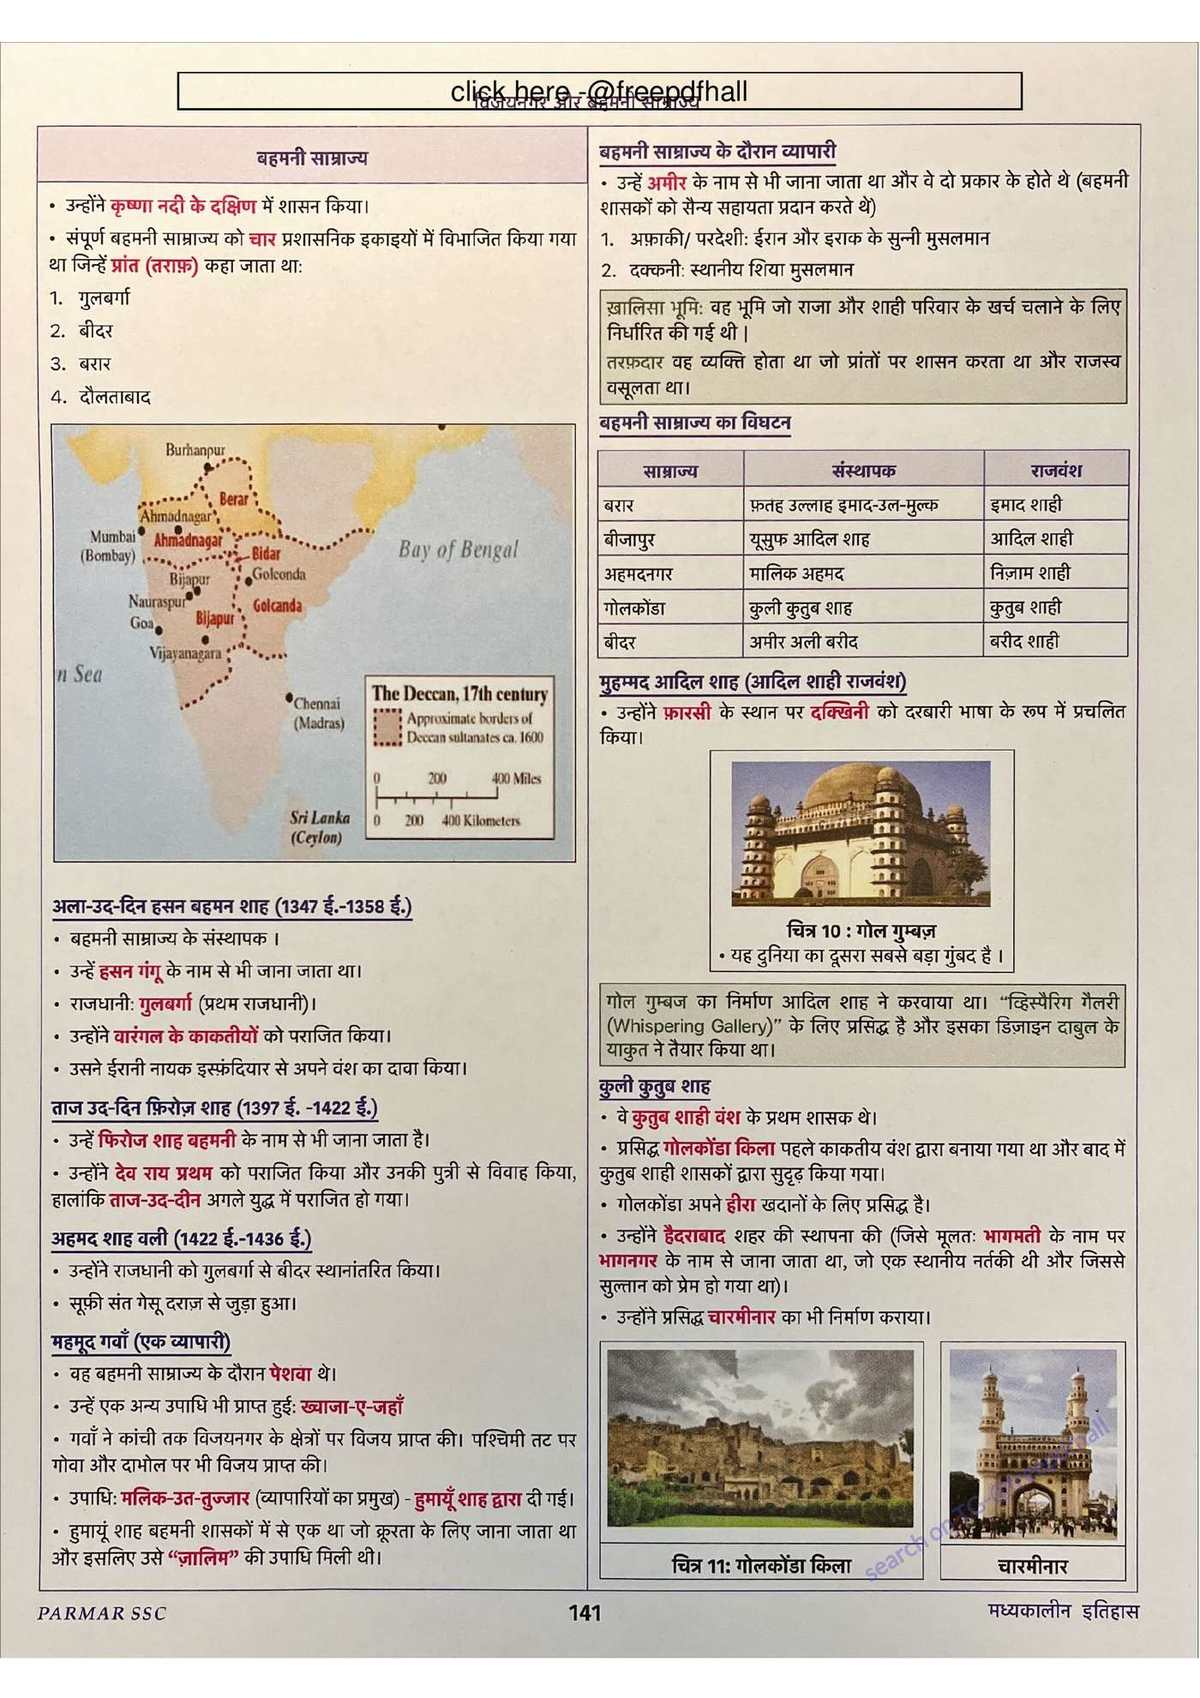 click here -@freepdfhall
विजयनगर और बहमनी साम्राज्य
बहमनी साम्राज्य
• उन्होंने कृष्णा नदी के दक्षिण में शासन किया।
• संपूर्ण बहमनी साम्राज्य को चार प्रशासनिक इकाइयों में विभाजित किया गया
था जिन्हें प्रांत (तराफ़) कहा जाता था:
1. गुलबर्गा
2. बीदर
3. बरार
4. दौलताबाद
Burhanpur
Berar
Ahmadnagar
Mumbai
(Bombay)
Ahmadnagar
Bidar
Bay of Bengal
Bijapur
Golconda
Nauraspur
Golcanda
Goa
Bijapur
Vijayanagara
n Sea
Chennai
(Madras)
The Deccan, 17th century
Approximate borders of
Deccan sultanates ca. 1600
0 200 400 Miles
0 200 400 Kilometers
Sri Lanka
(Ceylon)
अला-उद-दिन हसन बहमन शाह (1347 ई.-1358 ई.)
• बहमनी साम्राज्य के संस्थापक ।
• उन्हें हसन गंगू के नाम से भी जाना जाता था।
• राजधानी: गुलबर्गा (प्रथम राजधानी)।
• उन्होंने वारंगल के काकतीयों को पराजित किया।
• उसने ईरानी नायक इस्फ़ंदियार से अपने वंश का दावा किया।
ताज उद-दिन फ़िरोज़ शाह (1397 ई. -1422 ई.)
• उन्हें फिरोज शाह बहमनी के नाम से भी जाना जाता है।
• उन्होंने देव राय प्रथम को पराजित किया और उनकी पुत्री से विवाह किया,
हालांकि ताज-उद-दीन अगले युद्ध में पराजित हो गया।
अहमद शाह वली (1422 ई.-1436 ई.)
• उन्होंने राजधानी को गुलबर्गा से बीदर स्थानांतरित किया।
• सूफ़ी संत गेसू दराज़ से जुड़ा हुआ।
महमूद गवाँ (एक व्यापारी)
• वह बहमनी साम्राज्य के दौरान पेशवा थे।
• उन्हें एक अन्य उपाधि भी प्राप्त हुई: ख्वाजा-ए-जहाँ
• गवाँ ने कांची तक विजयनगर के क्षेत्रों पर विजय प्राप्त की। पश्चिमी तट पर
गोवा और दाभोल पर भी विजय प्राप्त की।
• उपाधि: मलिक-उत-तुज्जार (व्यापारियों का प्रमुख) - हुमायूँ शाह द्वारा दी गई।
• हुमायूं शाह बहमनी शासकों में से एक था जो क्रूरता के लिए जाना जाता था
और इसलिए उसे “ज़ालिम” की उपाधि मिली थी।
बहमनी साम्राज्य के दौरान व्यापारी
• उन्हें अमीर के नाम से भी जाना जाता था और वे दो प्रकार के होते थे (बहमनी
शासकों को सैन्य सहायता प्रदान करते थे)
1. अफ़ाकी/ परदेशी: ईरान और इराक के सुन्नी मुसलमान
2. दक्कनी: स्थानीय शिया मुसलमान
ख़ालिसा भूमि: वह भूमि जो राजा और शाही परिवार के खर्च चलाने के लिए
निर्धारित की गई थी |
तरफ़दार वह व्यक्ति होता था जो प्रांतों पर शासन करता था और राजस्व
वसूलता था।
बहमनी साम्राज्य का विघटन
साम्राज्य संस्थापक राजवंश
बरार फ़तह उल्लाह इमाद-उल-मुल्क इमाद शाही
बीजापुर यूसुफ आदिल शाह आदिल शाही
अहमदनगर मालिक अहमद निज़ाम शाही
गोलकोंडा कुली कुतुब शाह कुतुब शाही
बीदर अमीर अली बरीद बरीद शाही
मुहम्मद आदिल शाह (आदिल शाही राजवंश)
• उन्होंने फ़ारसी के स्थान पर दक्खिनी को दरबारी भाषा के रूप में प्रचलित
किया।
चित्र 10 : गोल गुम्बज़
• यह दुनिया का दूसरा सबसे बड़ा गुंबद है ।
गोल गुम्बज का निर्माण आदिल शाह ने करवाया था। “व्हिस्पैरिग गैलरी
(Whispering Gallery)” के लिए प्रसिद्ध है और इसका डिज़ाइन दाबुल के
याकुत ने तैयार किया था।
कुली कुतुब शाह
• वे कुतुब शाही वंश के प्रथम शासक थे।
• प्रसिद्ध गोलकोंडा किला पहले काकतीय वंश द्वारा बनाया गया था और बाद में
कुतुब शाही शासकों द्वारा सुदृढ़ किया गया।
• गोलकोंडा अपने हीरा खदानों के लिए प्रसिद्ध है।
• उन्होंने हैदराबाद शहर की स्थापना की (जिसे मूलतः भागमती के नाम पर
भागनगर के नाम से जाना जाता था, जो एक स्थानीय नर्तकी थी और जिससे
सुल्तान को प्रेम हो गया था)।
• उन्होंने प्रसिद्ध चारमीनार का भी निर्माण कराया।
चित्र 11: गोलकोंडा किला
चारमीनार
search on
PARMAR SSC
141
मध्यकालीन इतिहास